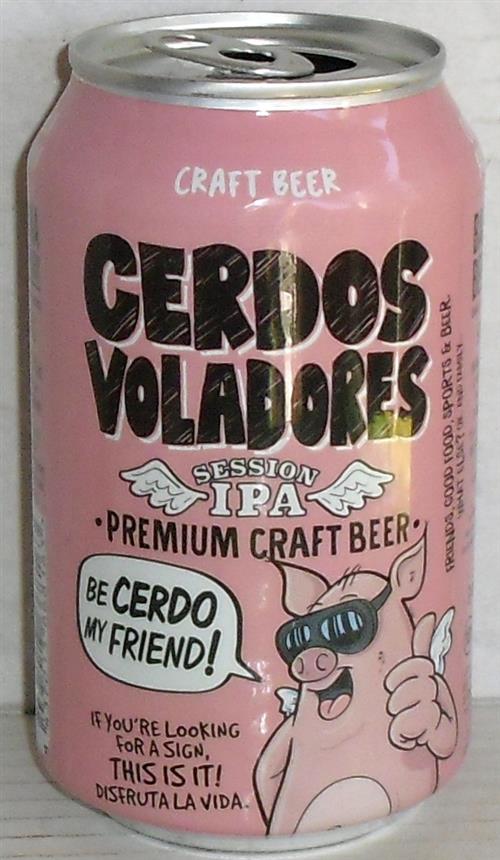 CRAFT BEER
CERDOS
VOLADORES
SESSION
IPA
•PREMIUM CRAFT BEER•
BE CERDO
MY FRIEND!
IF YOU'RE LOOKING
FOR A SIGN,
THIS IS IT!
DISFRUTA LA VIDA.
FRIENDS, GOOD FOOD, SPORTS & BEER.